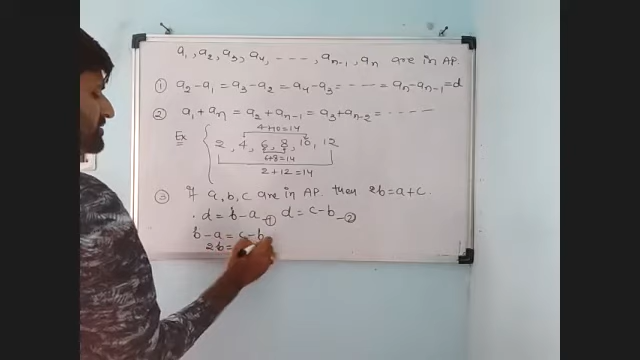 a₁, a₂, a₃, a₄, -----, aₙ₋₁, aₙ are in AP.
① a₂-a₁ = a₃-a₂ = a₄-a₃ = ----- = aₙ-aₙ₋₁ = d
② a₁+aₙ = a₂+aₙ₋₁ = a₃+aₙ₋₂ = -----
4+10=14
Ex { 2, 4, 6, 8, 10, 12
6+8=14
2+12=14
③ If a, b, c are in AP. then 2b=a+c.
d = b-a -① d = c-b -②
b-a = c-b
2b=